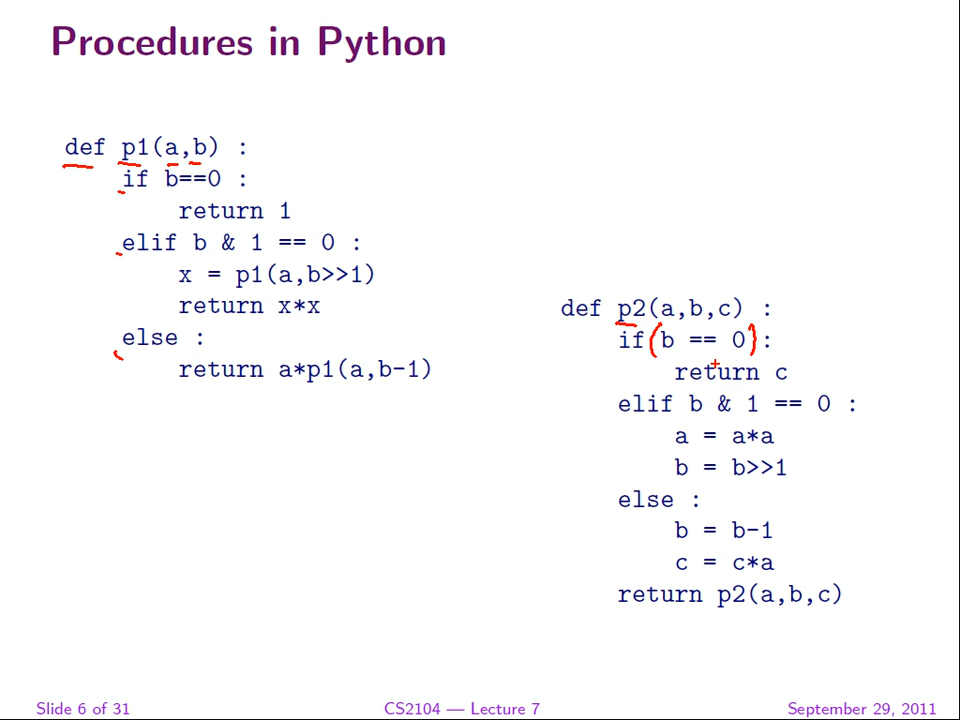 Procedures in Python
def p1(a,b) :
if b==0 :
return 1
elif b & 1 == 0 :
x = p1(a,b>>1)
return x*x
else :
return a*p1(a,b-1)
def p2(a,b,c) :
if (b == 0) :
return c
elif b & 1 == 0 :
a = a*a
b = b>>1
else :
b = b-1
c = c*a
return p2(a,b,c)
Slide 6 of 31
CS2104 — Lecture 7
September 29, 2011